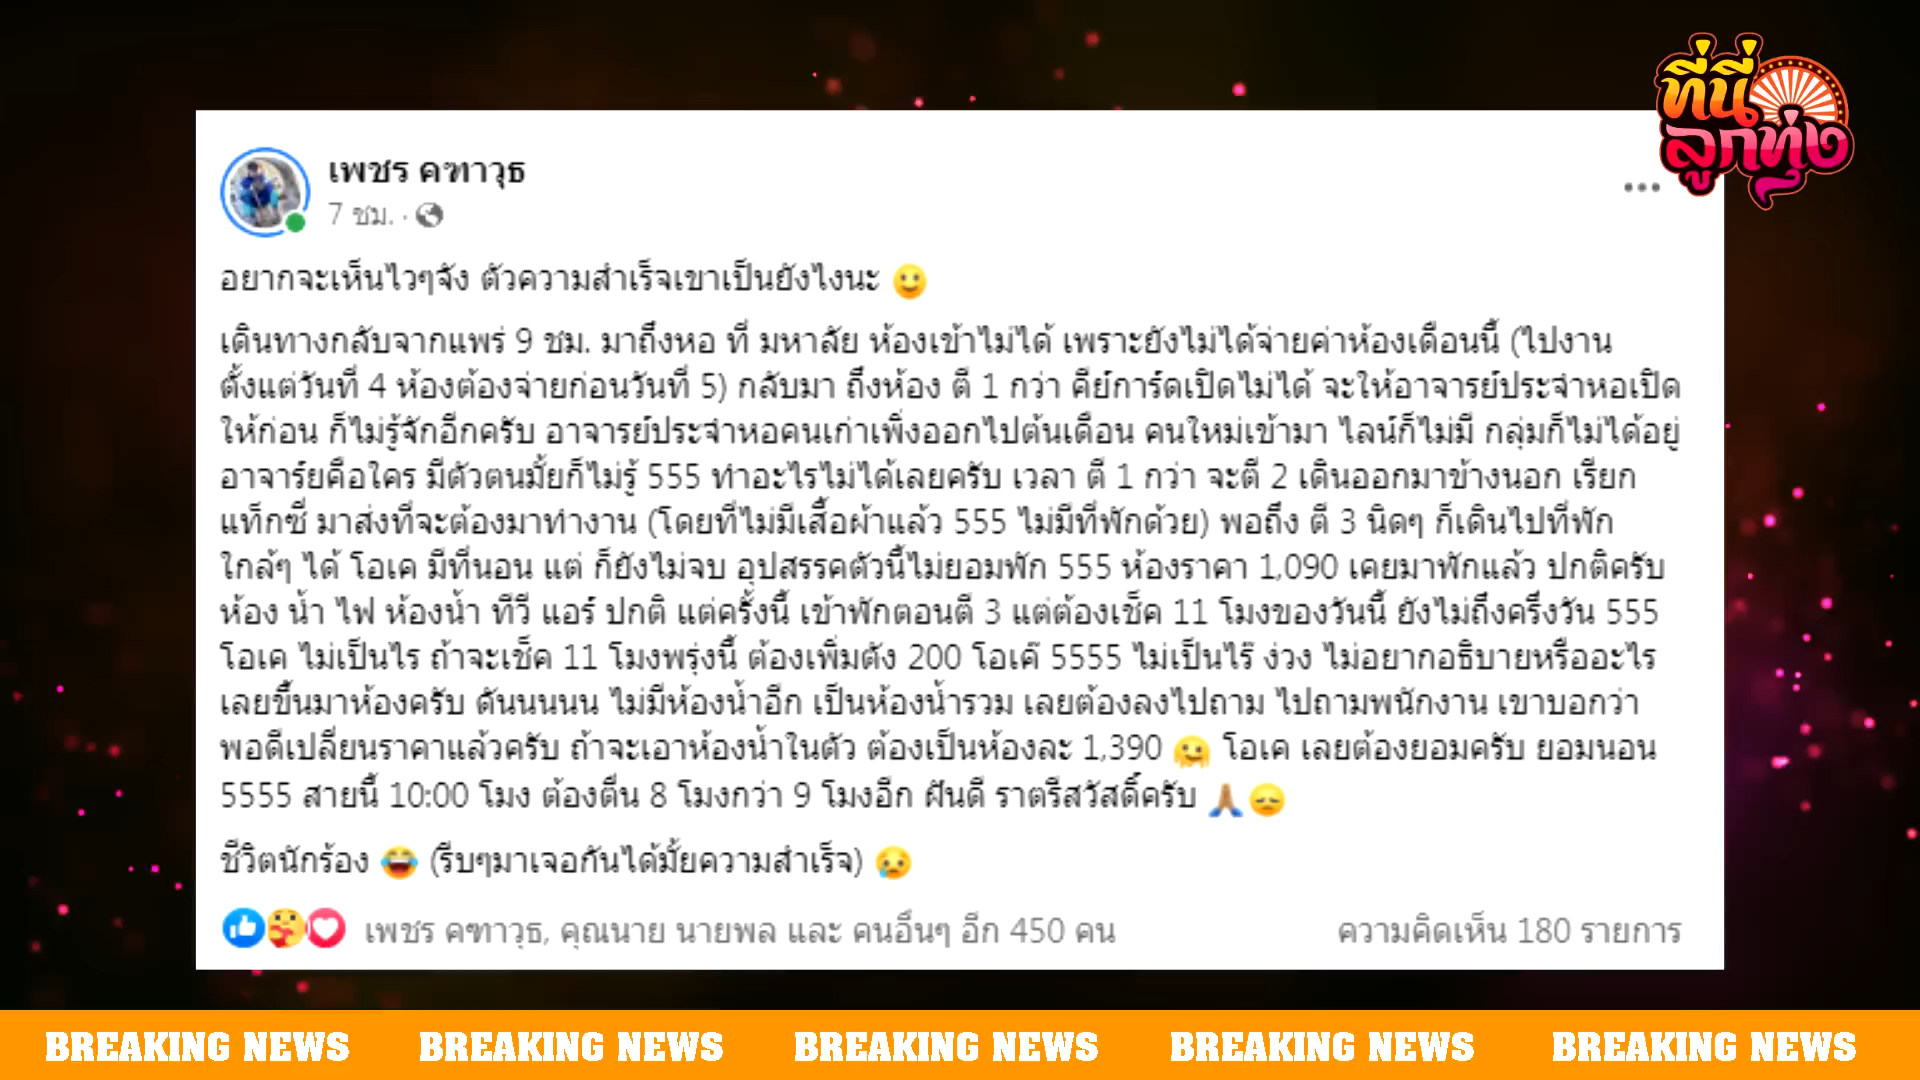 ที่นี่
ลูกทุ่ง
เพชร คฑาวุธ
7 ชม. ·
อยากจะเห็นไวๆจัง ตัวความสำเร็จเขาเป็นยังไงนะ 🙂
เดินทางกลับจากแพร่ 9 ชม. มาถึงหอ ที่ มหาลัย ห้องเข้าไม่ได้ เพราะยังไม่ได้จ่ายค่าห้องเดือนนี้ (ไปงาน
ตั้งแต่วันที่ 4 ห้องต้องจ่ายก่อนวันที่ 5) กลับมา ถึงห้อง ตี 1 กว่า คีย์การ์ดเปิดไม่ได้ จะให้อาจารย์ประจำหอเปิด
ให้ก่อน ก็ไม่รู้จักอีกครับ อาจารย์ประจำหอคนเก่าเพิ่งออกไปต้นเดือน คนใหม่เข้ามา ไลน์ก็ไม่มี กลุ่มก็ไม่ได้อยู่
อาจาร์ยคือใคร มีตัวตนมั้ยก็ไม่รู้ 555 ทำอะไรไม่ได้เลยครับ เวลา ตี 1 กว่า จะตี 2 เดินออกมาข้างนอก เรียก
แท็กซี่ มาส่งที่จะต้องมาทำงาน (โดยที่ไม่มีเสื้อผ้าแล้ว 555 ไม่มีที่พักด้วย) พอถึง ตี 3 นิดๆ ก็เดินไปที่พัก
ใกล้ๆ ได้ โอเค มีที่นอน แต่ ก็ยังไม่จบ อุปสรรคตัวนี้ไม่ยอมพัก 555 ห้องราคา 1,090 เคยมาพักแล้ว ปกติครับ
ห้อง น้ำ ไฟ ห้องน้ำ ทีวี แอร์ ปกติ แต่ครั้งนี้ เข้าพักตอนตี 3 แต่ต้องเช็ค 11 โมงของวันนี้ ยังไม่ถึงครึ่งวัน 555
โอเค ไม่เป็นไร ถ้าจะเช็ค 11 โมงพรุ่งนี้ ต้องเพิ่มตัง 200 โอเค๊ 5555 ไม่เป็นไร๊ ง่วง ไม่อยากอธิบายหรืออะไร
เลยขึ้นมาห้องครับ ดันนนนน ไม่มีห้องน้ำอีก เป็นห้องน้ำรวม เลยต้องลงไปถาม ไปถามพนักงาน เขาบอกว่า
พอดีเปลี่ยนราคาแล้วครับ ถ้าจะเอาห้องน้ำในตัว ต้องเป็นห้องละ 1,390 🤗 โอเค เลยต้องยอมครับ ยอมนอน
5555 สายนี้ 10:00 โมง ต้องตื่น 8 โมงกว่า 9 โมงอีก ฝันดี ราตรีสวัสดิ์ครับ 🙏😞
ชีวิตนักร้อง 😂 (รีบๆมาเจอกันได้มั้ยความสำเร็จ) 😢
เพชร คฑาวุธ, คุณนาย นายพล และ คนอื่นๆ อีก 450 คน ความคิดเห็น 180 รายการ
BREAKING NEWS BREAKING NEWS BREAKING NEWS BREAKING NEWS BREAKING NEWS